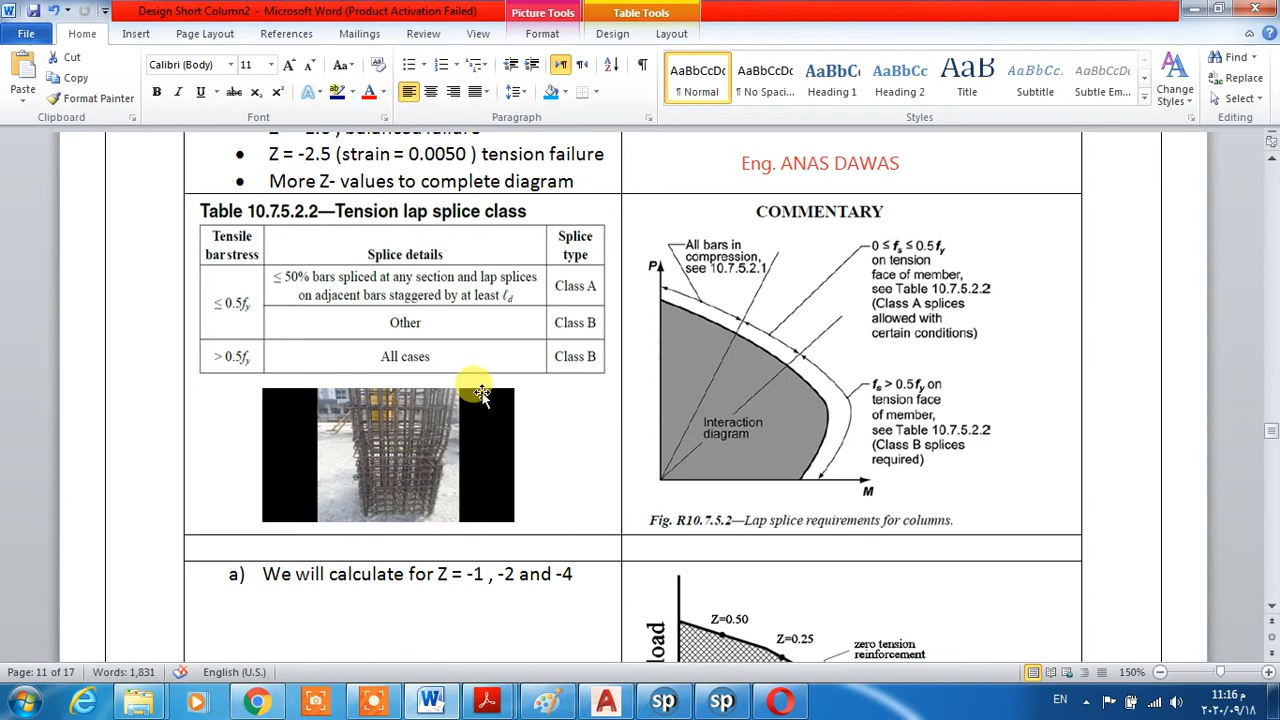 Design Short Column2 - Microsoft Word (Product Activation Failed)
Picture Tools
Table Tools
File
Home
Insert
Page Layout
References
Mailings
Review
View
Format
Design
Layout
Paste
Cut
Copy
Format Painter
Clipboard
Calibri (Body)
11
Font
Paragraph
AaBbCcDc
¶ Normal
AaBbCcDc
¶ No Spaci...
AaBbC
Heading 1
AaBbCc
Heading 2
AaB
Title
AaBbCc.
Subtitle
AaBbCcDc
Subtle Em...
Change
Styles
Styles
Find
Replace
Select
Editing
• Z = -2.5 (strain = 0.0050 ) tension failure
• More Z- values to complete diagram
Eng. ANAS DAWAS
Table 10.7.5.2.2—Tension lap splice class
Tensile
bar stress
Splice details
Splice
type
≤ 0.5fy
≤ 50% bars spliced at any section and lap splices
on adjacent bars staggered by at least ℓd
Class A
Other
Class B
> 0.5fy
All cases
Class B
COMMENTARY
P
All bars in
compression,
see 10.7.5.2.1
0 ≤ fs ≤ 0.5fy
on tension
face of member,
see Table 10.7.5.2.2
(Class A splices
allowed with
certain conditions)
fs > 0.5fy on
tension face
of member,
see Table 10.7.5.2.2
(Class B splices
required)
Interaction
diagram
M
Fig. R10.7.5.2—Lap splice requirements for columns.
a) We will calculate for Z = -1 , -2 and -4
load
Z=0.50
Z=0.25
zero tension
reinforcement
Page: 11 of 17
Words: 1,831
English (U.S.)
150%
EN
11:16 م
٢٠٢٠/٠٩/١٨